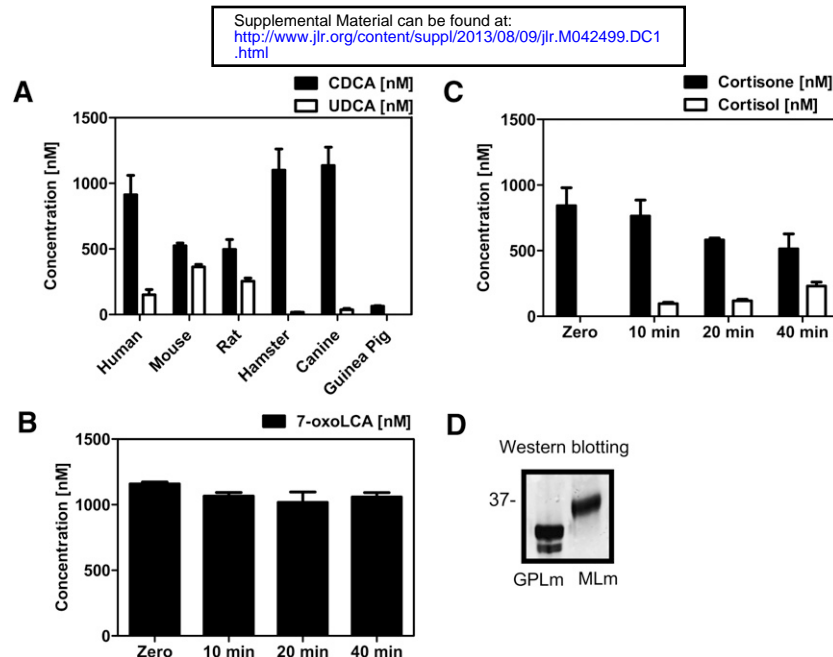 Supplemental Material can be found at:
http://www.jlr.org/content/suppl/2013/08/09/jlr.M042499.DC1
.html
A
CDCA [nM]
UDCA [nM]
Concentration [nM]
1500
1000
500
0
Human
Mouse
Rat
Hamster
Canine
Guinea Pig
C
Cortisone [nM]
Cortisol [nM]
Concentration [nM]
1500
1000
500
0
Zero
10 min
20 min
40 min
B
7-oxoLCA [nM]
Concentration [nM]
1500
1000
500
0
Zero
10 min
20 min
40 min
D
Western blotting
37-
GPLm
MLm